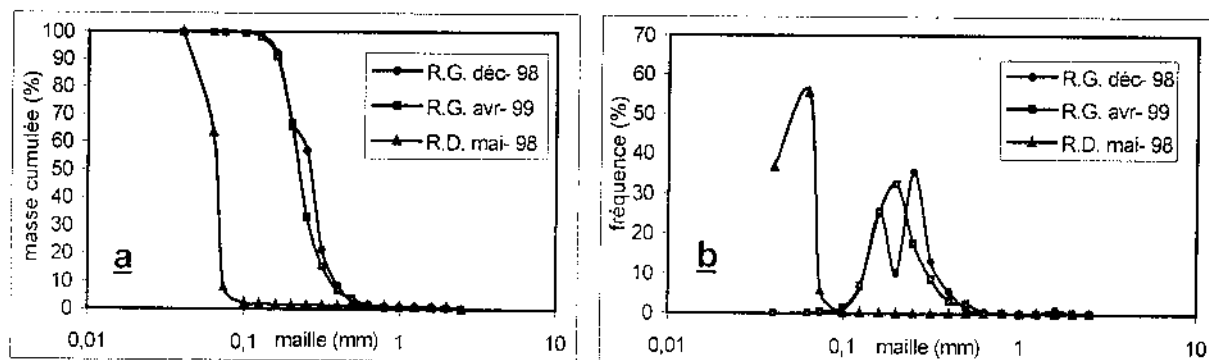 masse cumulée (%)
100
90
80
70
60
50
40
30
20
10
0
0,01
0,1
1
10
maille (mm)
R.G. déc- 98
R.G. avr- 99
R.D. mai- 98
a
fréquence (%)
70
60
50
40
30
20
10
0
0,01
0,1
1
10
maille (mm)
R.G. déc- 98
R.G. avr- 99
R.D. mai- 98
b